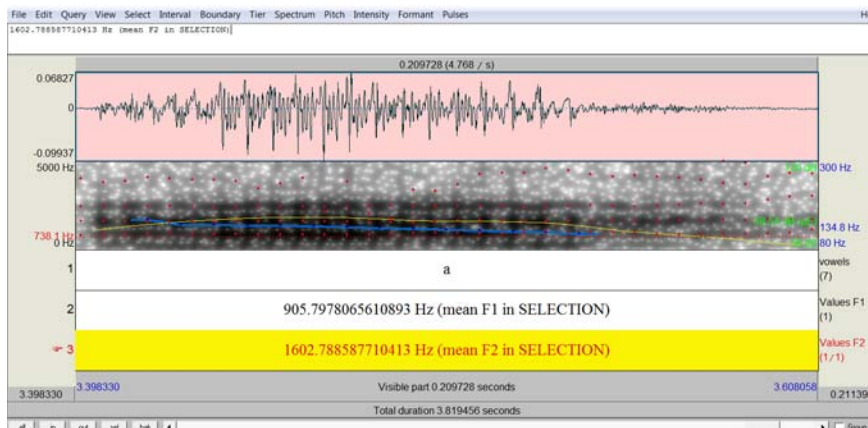 File Edit Query View Select Interval Boundary Tier Spectrum Pitch Intensity Formant Pulses
1602.788587710413 Hz (mean F2 in SELECTION)
0.209728 (4.768 / s)
0.06827
0
-0.09937
5000 Hz
300 Hz
738.1 Hz
134.8 Hz
0 Hz
80 Hz
1
a
vowels
(7)
2
905.7978065610893 Hz (mean F1 in SELECTION)
Values F1
(1)
3
1602.788587710413 Hz (mean F2 in SELECTION)
Values F2
(1/1)
3.398330
3.398330
Visible part 0.209728 seconds
3.608058
0.21139
Total duration 3.819456 seconds